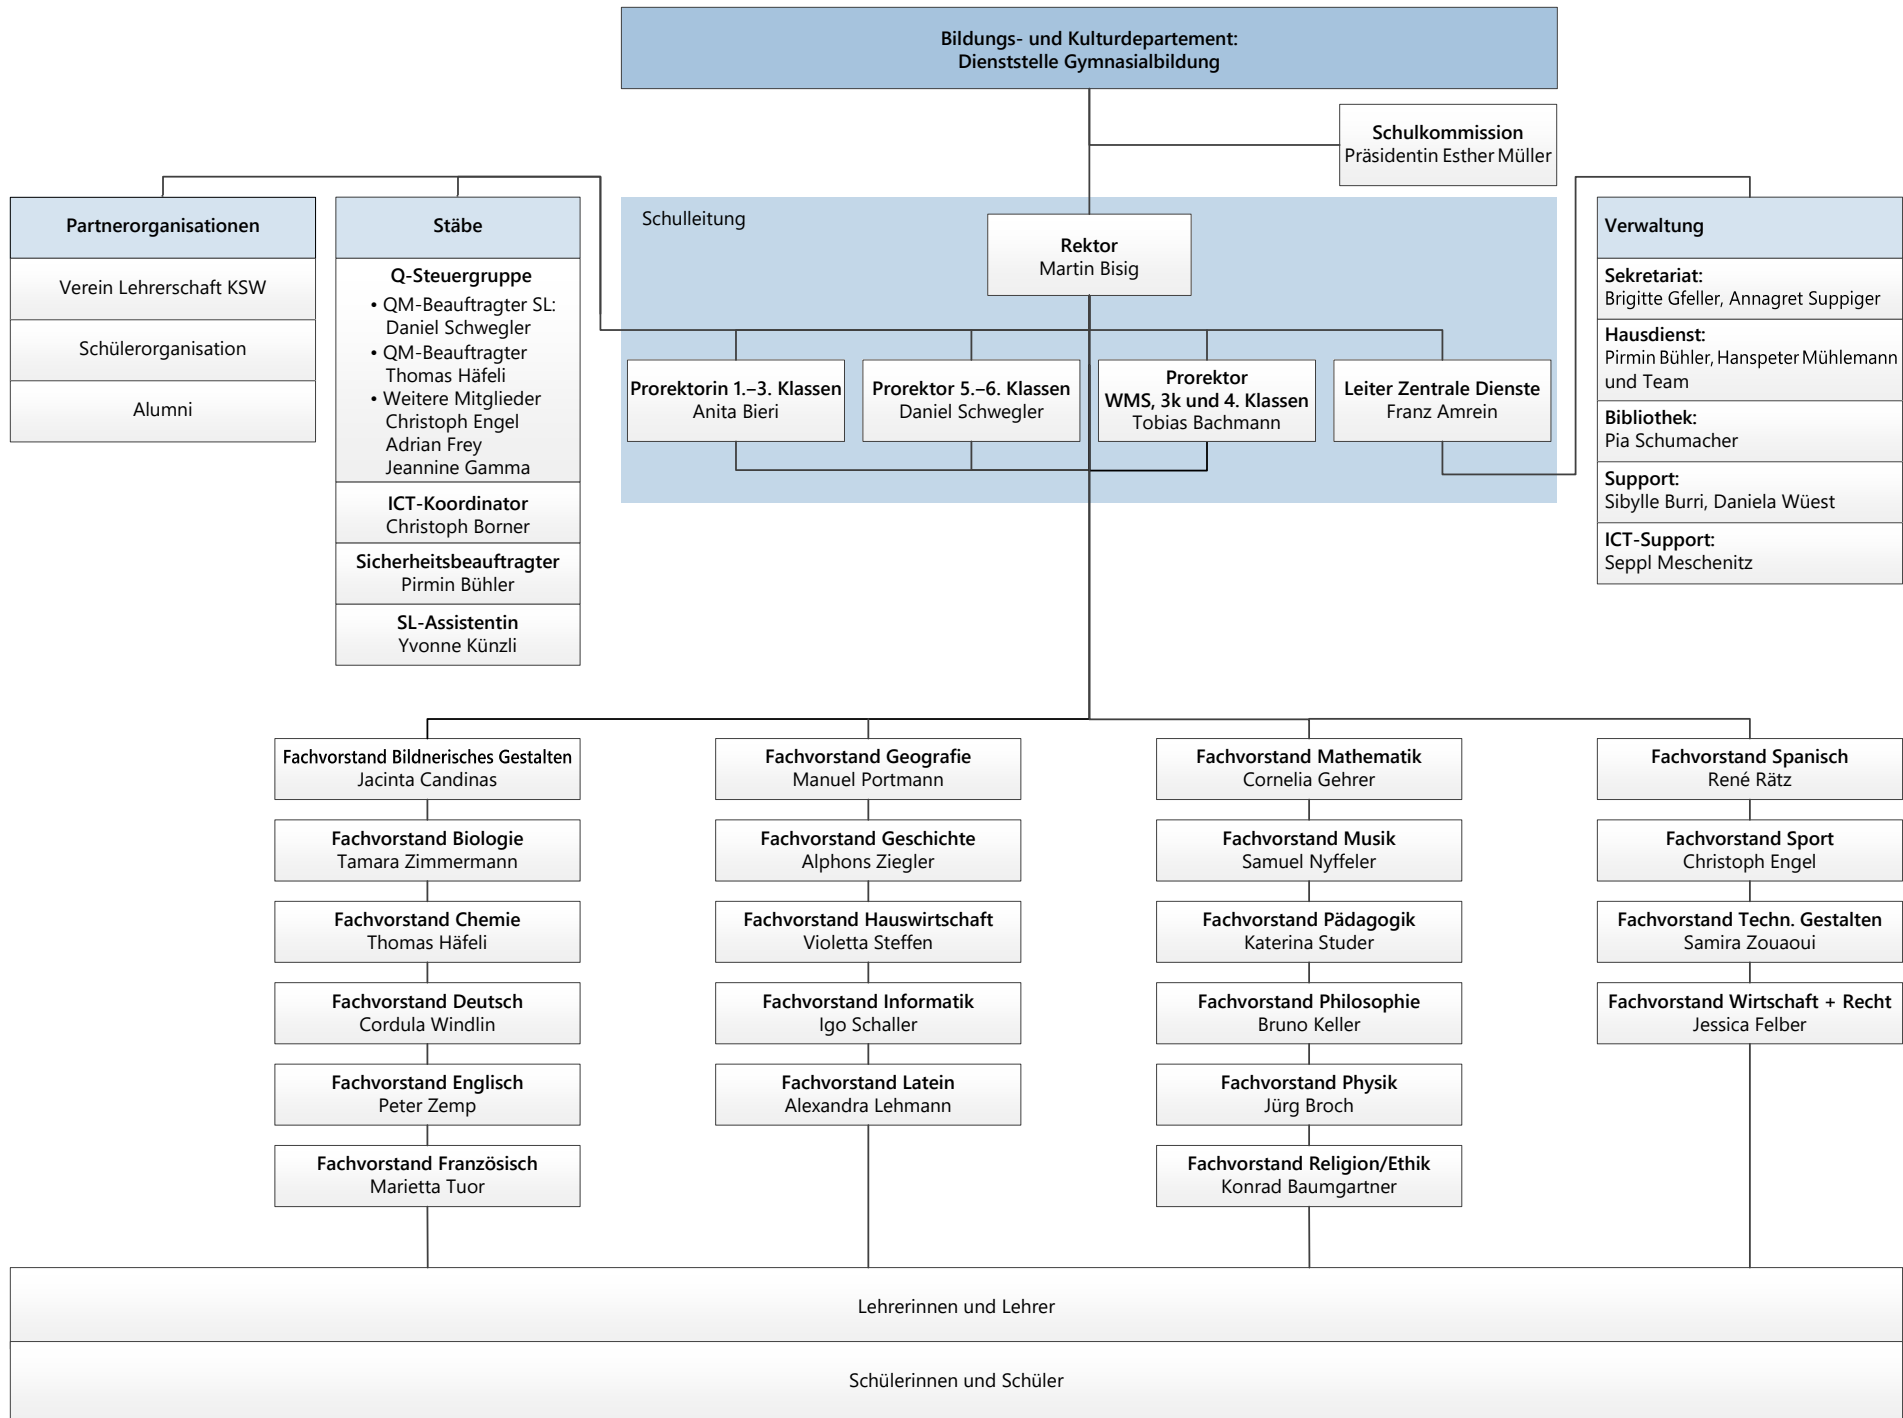 Bildungs- und Kulturdepartement:
Dienststelle Gymnasialbildung
Schulkommission
Präsidentin Esther Müller
Partnerorganisationen
Verein Lehrerschaft KSW
Schülerorganisation
Alumni
Stäbe
Q-Steuergruppe
• QM-Beauftragter SL:
Daniel Schwegler
• QM-Beauftragter
Thomas Häfeli
• Weitere Mitglieder
Christoph Engel
Adrian Frey
Jeannine Gamma
ICT-Koordinator
Christoph Borner
Sicherheitsbeauftragter
Pirmin Bühler
SL-Assistentin
Yvonne Künzli
Schulleitung
Rektor
Martin Bisig
Prorektorin 1.–3. Klassen
Anita Bieri
Prorektor 5.–6. Klassen
Daniel Schwegler
Prorektor
WMS, 3k und 4. Klassen
Tobias Bachmann
Leiter Zentrale Dienste
Franz Amrein
Verwaltung
Sekretariat:
Brigitte Gfeller, Annagret Suppiger
Hausdienst:
Pirmin Bühler, Hanspeter Mühlemann
und Team
Bibliothek:
Pia Schumacher
Support:
Sibylle Burri, Daniela Wüest
ICT-Support:
Seppl Meschenitz
Fachvorstand Bildnerisches Gestalten
Jacinta Candinas
Fachvorstand Biologie
Tamara Zimmermann
Fachvorstand Chemie
Thomas Häfeli
Fachvorstand Deutsch
Cordula Windlin
Fachvorstand Englisch
Peter Zemp
Fachvorstand Französisch
Marietta Tuor
Fachvorstand Geografie
Manuel Portmann
Fachvorstand Geschichte
Alphons Ziegler
Fachvorstand Hauswirtschaft
Violetta Steffen
Fachvorstand Informatik
Igo Schaller
Fachvorstand Latein
Alexandra Lehmann
Fachvorstand Mathematik
Cornelia Gehrer
Fachvorstand Musik
Samuel Nyffeler
Fachvorstand Pädagogik
Katerina Studer
Fachvorstand Philosophie
Bruno Keller
Fachvorstand Physik
Jürg Broch
Fachvorstand Religion/Ethik
Konrad Baumgartner
Fachvorstand Spanisch
René Rätz
Fachvorstand Sport
Christoph Engel
Fachvorstand Techn. Gestalten
Samira Zouaoui
Fachvorstand Wirtschaft + Recht
Jessica Felber
Lehrerinnen und Lehrer
Schülerinnen und Schüler